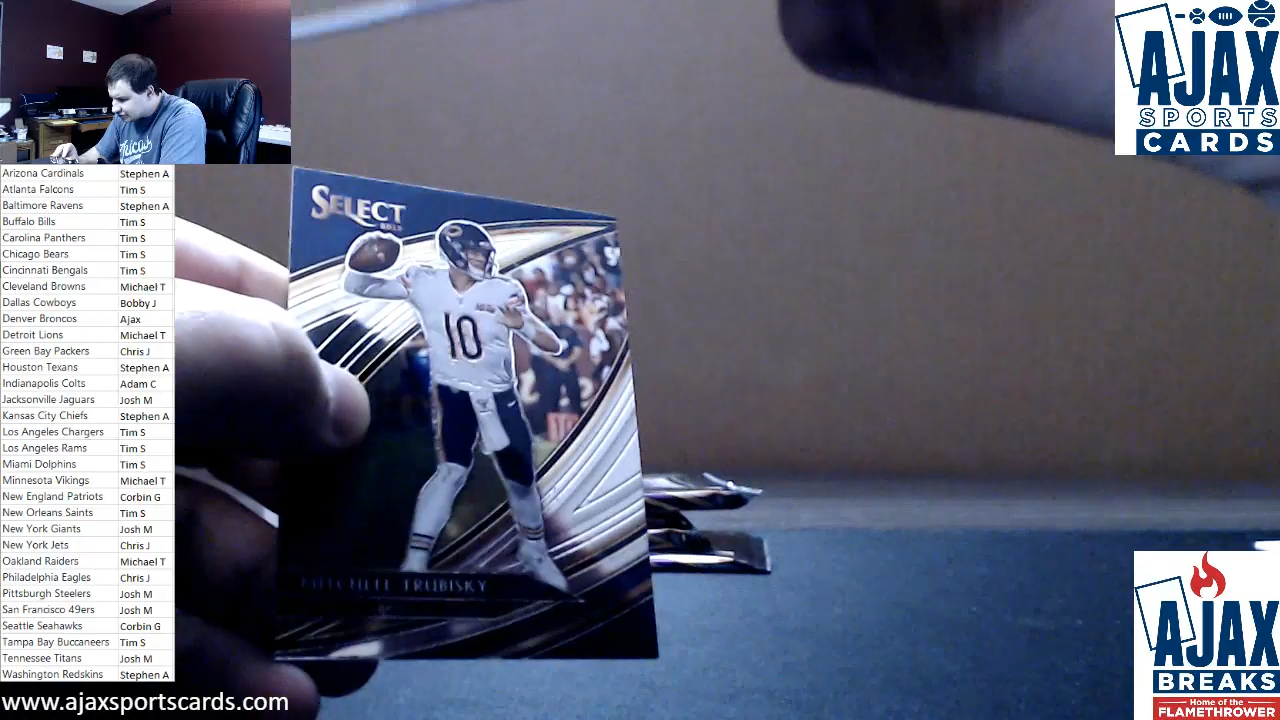 AJAX
SPORTS
CARDS
Arizona Cardinals Stephen A
Atlanta Falcons Tim S
Baltimore Ravens Stephen A
Buffalo Bills Tim S
Carolina Panthers Tim S
Chicago Bears Tim S
Cincinnati Bengals Tim S
Cleveland Browns Michael T
Dallas Cowboys Bobby J
Denver Broncos Ajax
Detroit Lions Michael T
Green Bay Packers Chris J
Houston Texans Stephen A
Indianapolis Colts Adam C
Jacksonville Jaguars Josh M
Kansas City Chiefs Stephen A
Los Angeles Chargers Tim S
Los Angeles Rams Tim S
Miami Dolphins Tim S
Minnesota Vikings Michael T
New England Patriots Corbin G
New Orleans Saints Tim S
New York Giants Josh M
New York Jets Chris J
Oakland Raiders Michael T
Philadelphia Eagles Chris J
Pittsburgh Steelers Josh M
San Francisco 49ers Josh M
Seattle Seahawks Corbin G
Tampa Bay Buccaneers Tim S
Tennessee Titans Josh M
Washington Redskins Stephen A
SELECT
10
MITCHELL TRUBISKY
www.ajaxsportscards.com
AJAX
BREAKS
Home of the
FLAMETHROWER